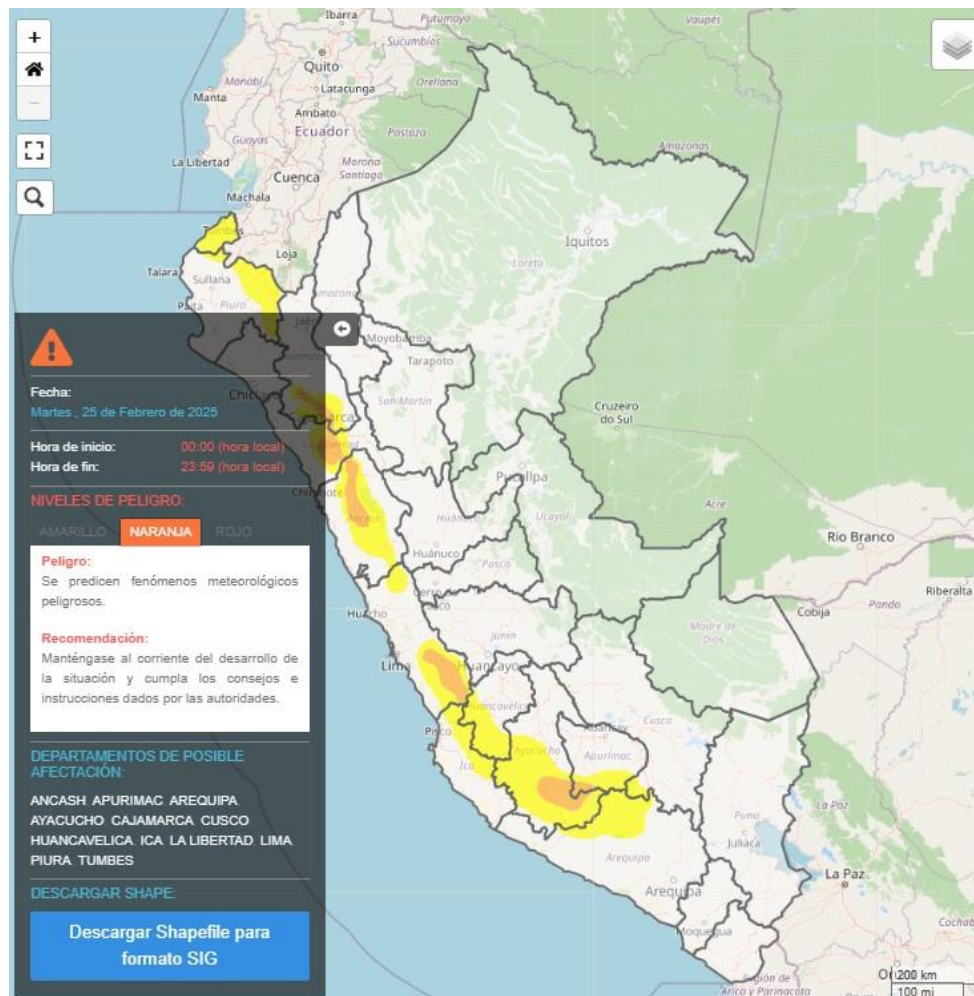 Ibarra
Putumayo
Vaupés
+
Sucumbíos
Quito
Manabí
Latacunga
Orellana
Manta
Ambato
Ecuador
Guayas
Pastaza
La Libertad
Morona
Santiago
Amazonas
Cuenca
Machala
Tumbes
Iquitos
Loja
Talara
Sullana
Loreto
Piura
Paita
Amazonas
Jaén
Moyobamba
Tarapoto
Fecha:
Martes , 25 de Febrero de 2025
San Martín
Cruzeiro
do Sul
Hora de inicio: 00:00 (hora local)
Hora de fin: 23:59 (hora local)
Pucallpa
NIVELES DE PELIGRO:
Acre
AMARILLO NARANJA ROJO
Ancash
Huánuco
Ucayali
Rio Branco
Peligro:
Se predicen fenómenos meteorológicos
peligrosos.
Huánuco
Pasco
Riberalta
Cobija
Pando
Huacho
Madre de
Dios
Recomendación:
Manténgase al corriente del desarrollo de
la situación y cumpla los consejos e
instrucciones dados por las autoridades.
Junín
Lima
Huancayo
Huancavelica
Cusco
Pisco
Abancay
Ica
Ayacucho
Apurímac
DEPARTAMENTOS DE POSIBLE
AFECTACIÓN:
ANCASH APURIMAC AREQUIPA
AYACUCHO CAJAMARCA CUSCO
HUANCAVELICA ICA LA LIBERTAD LIMA
PIURA TUMBES
La Paz
Puno
Juliaca
Arequipa
La Paz
DESCARGAR SHAPE:
Arequipa
Descargar Shapefile para
formato SIG
Moquegua
Región de
Arica y Parinacota
200 km
100 mi